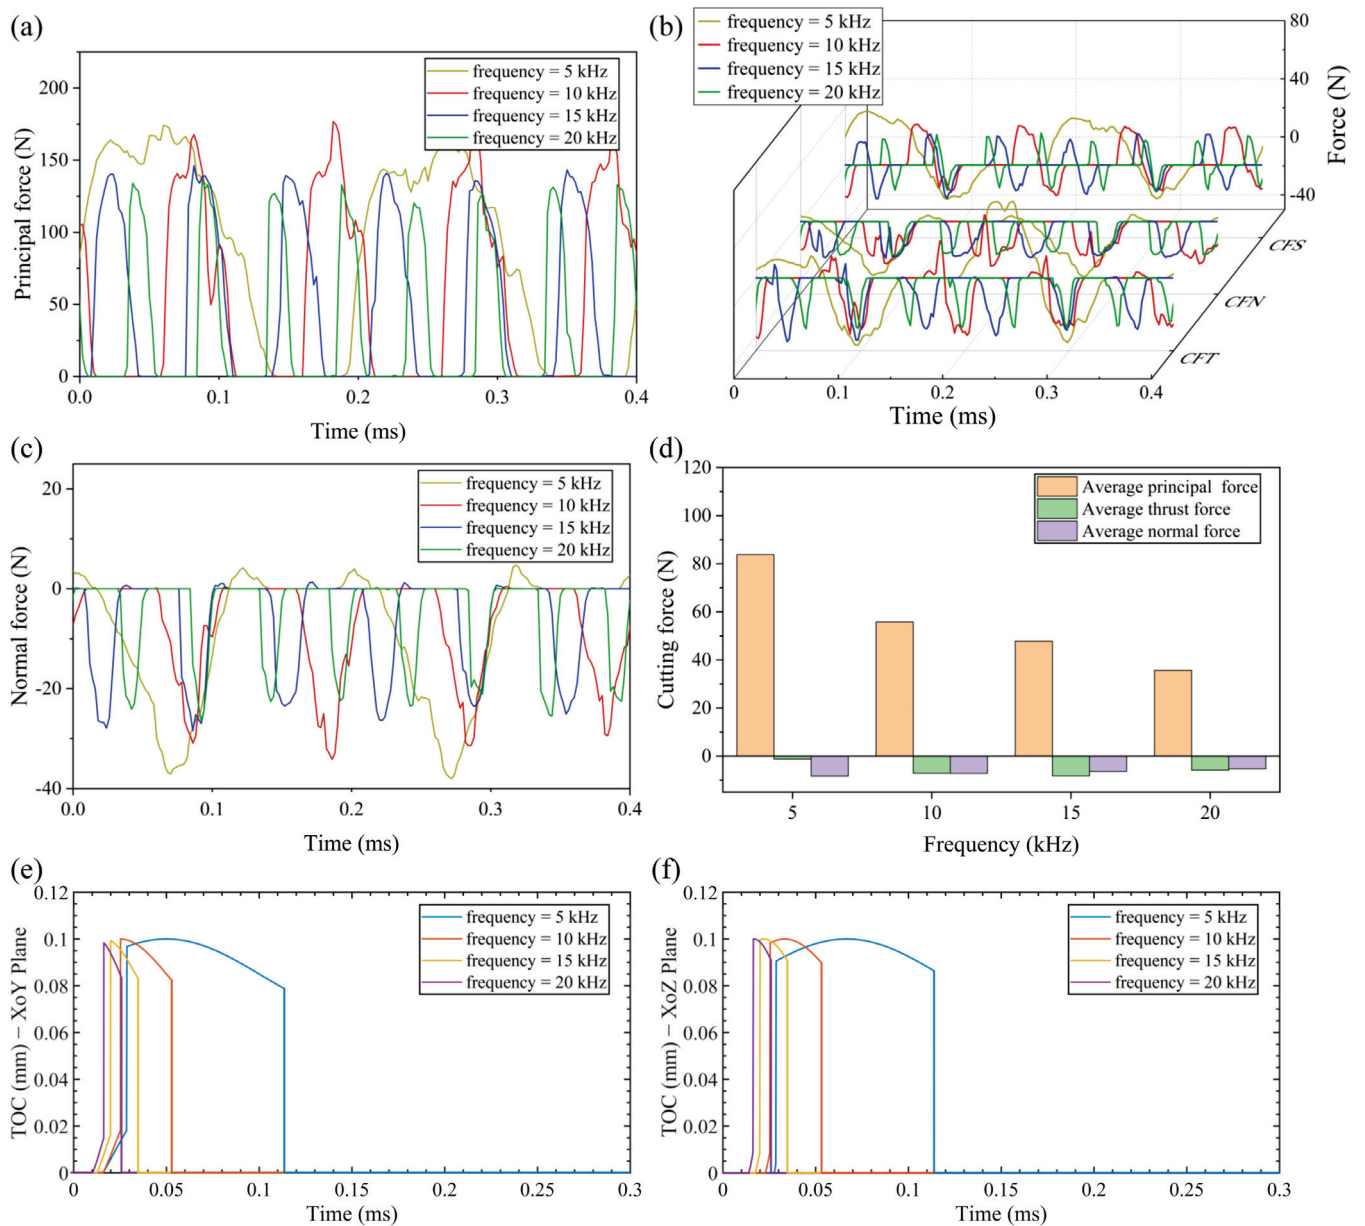 (a)
Principal force (N)
200
150
100
50
0
0.0
0.1
0.2
0.3
0.4
Time (ms)
frequency = 5 kHz
frequency = 10 kHz
frequency = 15 kHz
frequency = 20 kHz
(b)
frequency = 5 kHz
frequency = 10 kHz
frequency = 15 kHz
frequency = 20 kHz
80
40
0
-40
Force (N)
CFS
CFN
CFT
0
0.1
0.2
0.3
0.4
Time (ms)
(c)
Normal force (N)
20
0
-20
-40
0.0
0.1
0.2
0.3
0.4
Time (ms)
frequency = 5 kHz
frequency = 10 kHz
frequency = 15 kHz
frequency = 20 kHz
(d)
Cutting force (N)
120
100
80
60
40
20
0
5
10
15
20
Frequency (kHz)
Average principal force
Average thrust force
Average normal force
(e)
TOC (mm) − XoY Plane
0.12
0.1
0.08
0.06
0.04
0.02
0
0
0.05
0.1
0.15
0.2
0.25
0.3
Time (ms)
frequency = 5 kHz
frequency = 10 kHz
frequency = 15 kHz
frequency = 20 kHz
(f)
TOC (mm) − XoZ Plane
0.12
0.1
0.08
0.06
0.04
0.02
0
0
0.05
0.1
0.15
0.2
0.25
0.3
Time (ms)
frequency = 5 kHz
frequency = 10 kHz
frequency = 15 kHz
frequency = 20 kHz